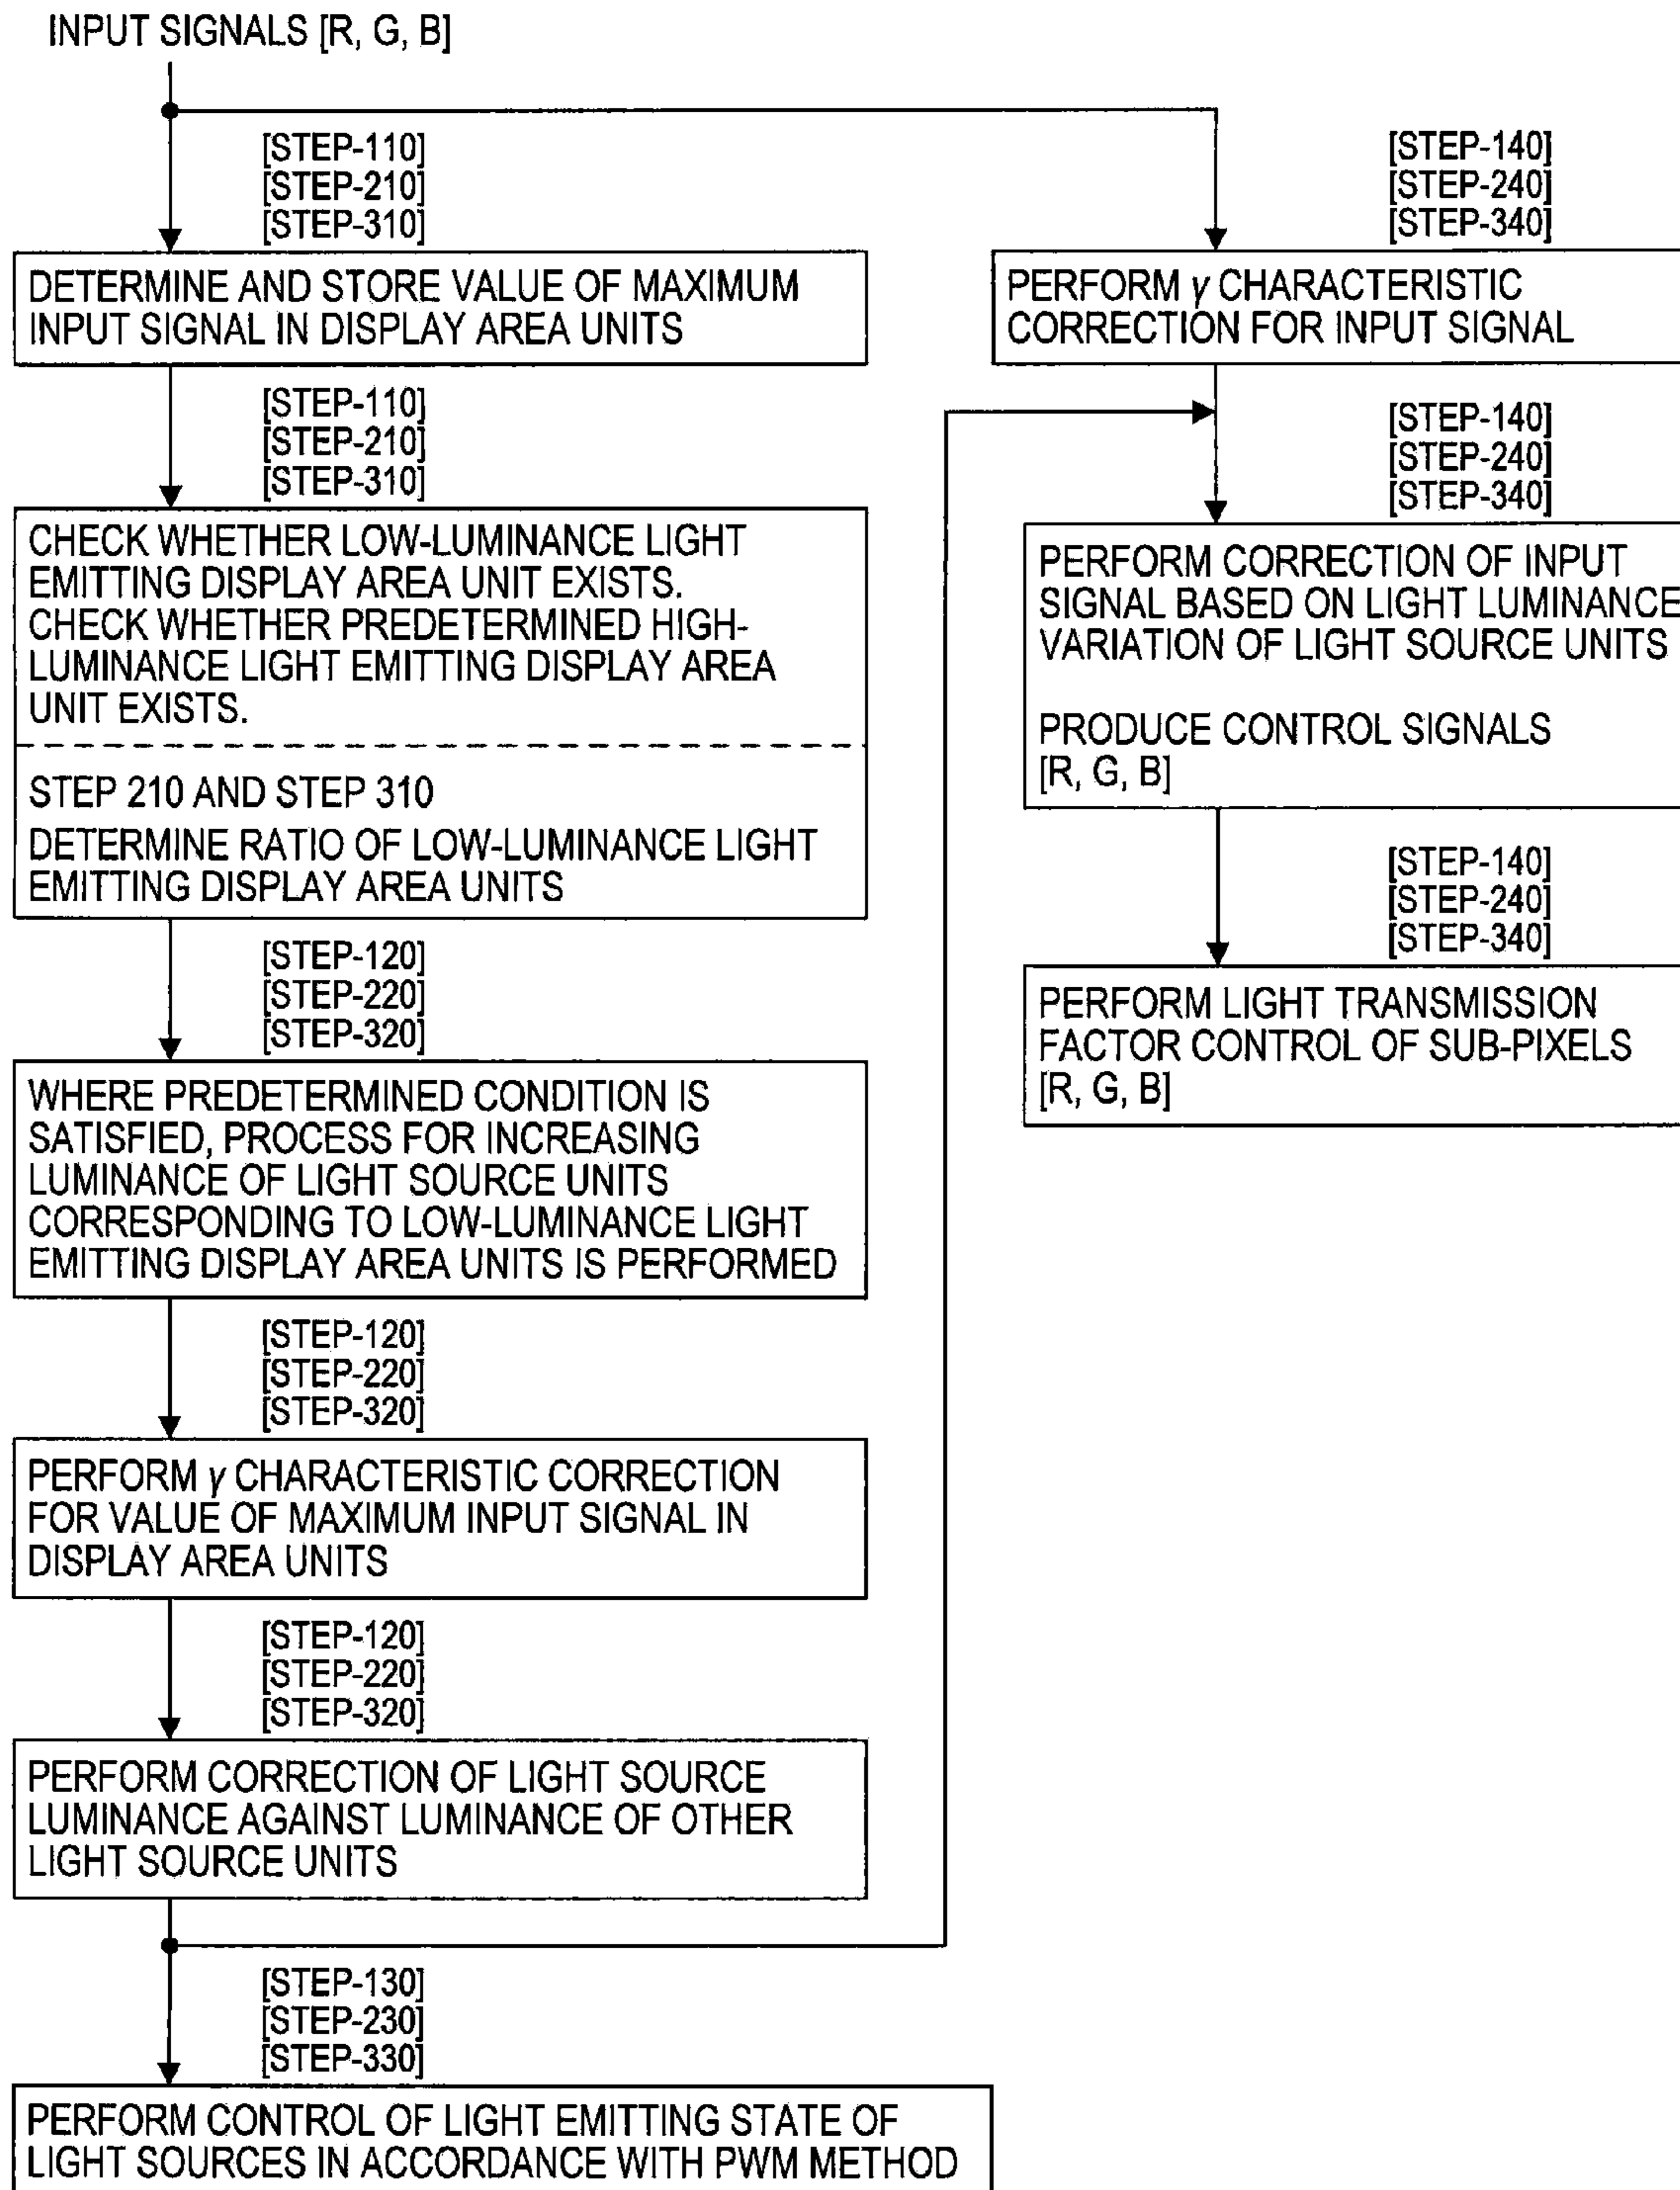 INPUT SIGNALS [R, G, B]
[STEP-110]
[STEP-210]
[STEP-310]
DETERMINE AND STORE VALUE OF MAXIMUM
INPUT SIGNAL IN DISPLAY AREA UNITS
[STEP-110]
[STEP-210]
[STEP-310]
CHECK WHETHER LOW-LUMINANCE LIGHT
EMITTING DISPLAY AREA UNIT EXISTS.
CHECK WHETHER PREDETERMINED HIGH-
LUMINANCE LIGHT EMITTING DISPLAY AREA
UNIT EXISTS.
STEP 210 AND STEP 310
DETERMINE RATIO OF LOW-LUMINANCE LIGHT
EMITTING DISPLAY AREA UNITS
[STEP-120]
[STEP-220]
[STEP-320]
WHERE PREDETERMINED CONDITION IS
SATISFIED, PROCESS FOR INCREASING
LUMINANCE OF LIGHT SOURCE UNITS
CORRESPONDING TO LOW-LUMINANCE LIGHT
EMITTING DISPLAY AREA UNITS IS PERFORMED
[STEP-120]
[STEP-220]
[STEP-320]
PERFORM γ CHARACTERISTIC CORRECTION
FOR VALUE OF MAXIMUM INPUT SIGNAL IN
DISPLAY AREA UNITS
[STEP-120]
[STEP-220]
[STEP-320]
PERFORM CORRECTION OF LIGHT SOURCE
LUMINANCE AGAINST LUMINANCE OF OTHER
LIGHT SOURCE UNITS
[STEP-130]
[STEP-230]
[STEP-330]
PERFORM CONTROL OF LIGHT EMITTING STATE OF
LIGHT SOURCES IN ACCORDANCE WITH PWM METHOD
[STEP-140]
[STEP-240]
[STEP-340]
PERFORM γ CHARACTERISTIC
CORRECTION FOR INPUT SIGNAL
[STEP-140]
[STEP-240]
[STEP-340]
PERFORM CORRECTION OF INPUT
SIGNAL BASED ON LIGHT LUMINANCE
VARIATION OF LIGHT SOURCE UNITS
PRODUCE CONTROL SIGNALS
[R, G, B]
[STEP-140]
[STEP-240]
[STEP-340]
PERFORM LIGHT TRANSMISSION
FACTOR CONTROL OF SUB-PIXELS
[R, G, B]